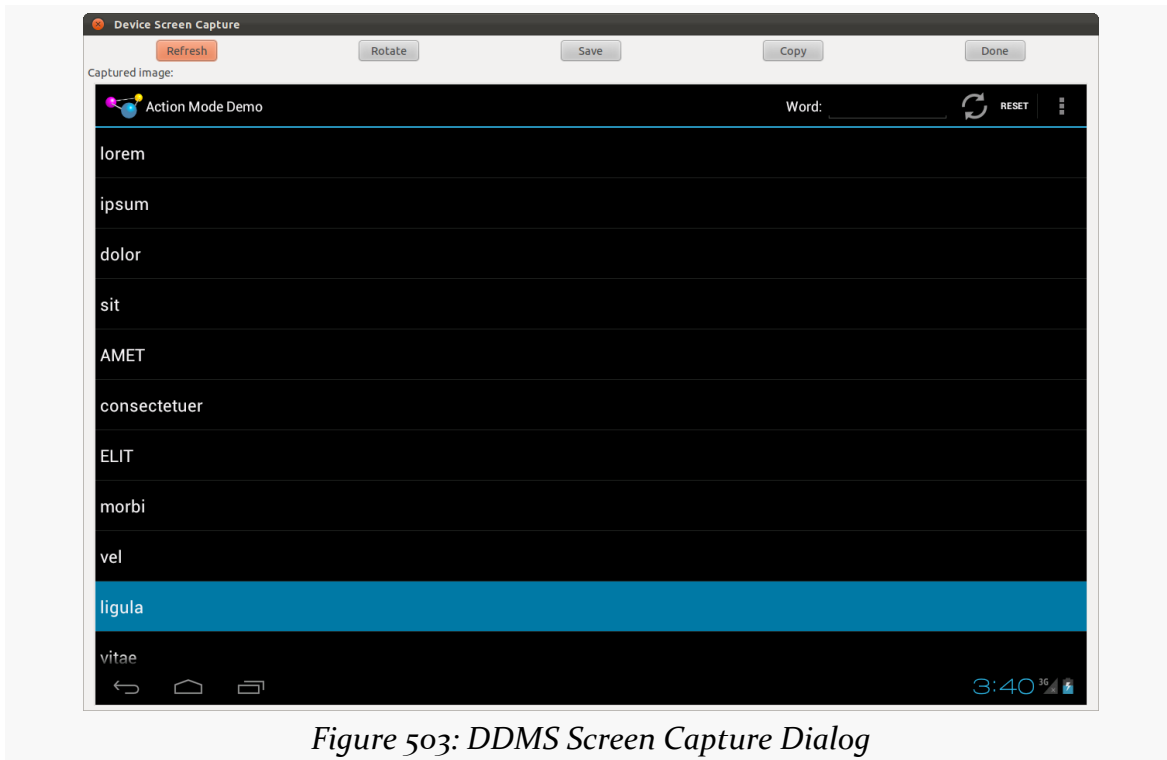 Device Screen Capture
Refresh Rotate Save Copy Done
Captured image:
Action Mode Demo Word: RESET
lorem
ipsum
dolor
sit
AMET
consectetuer
ELIT
morbi
vel
ligula
vitae
3:40 3G
Figure 503: DDMS Screen Capture Dialog